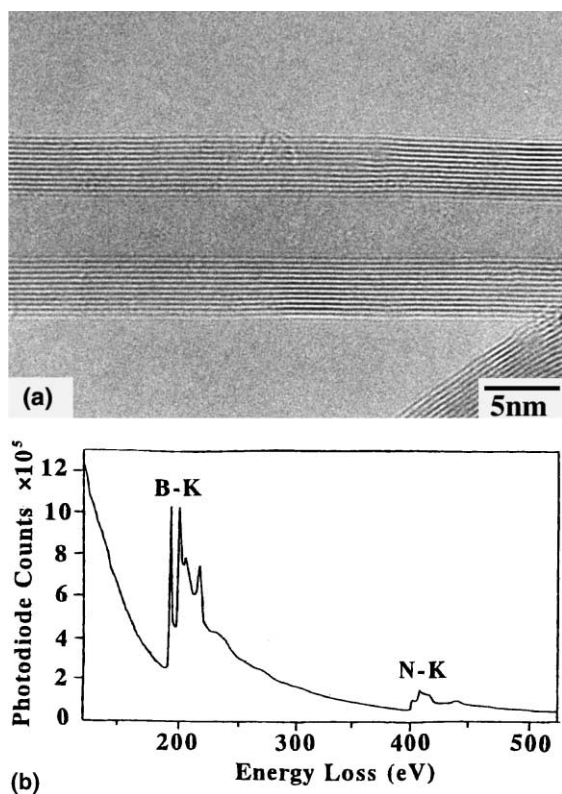 (a)
5nm
Photodiode Counts ×10⁵
12
10
8
6
4
2
0
B-K
N-K
200
300
400
500
Energy Loss (eV)
(b)